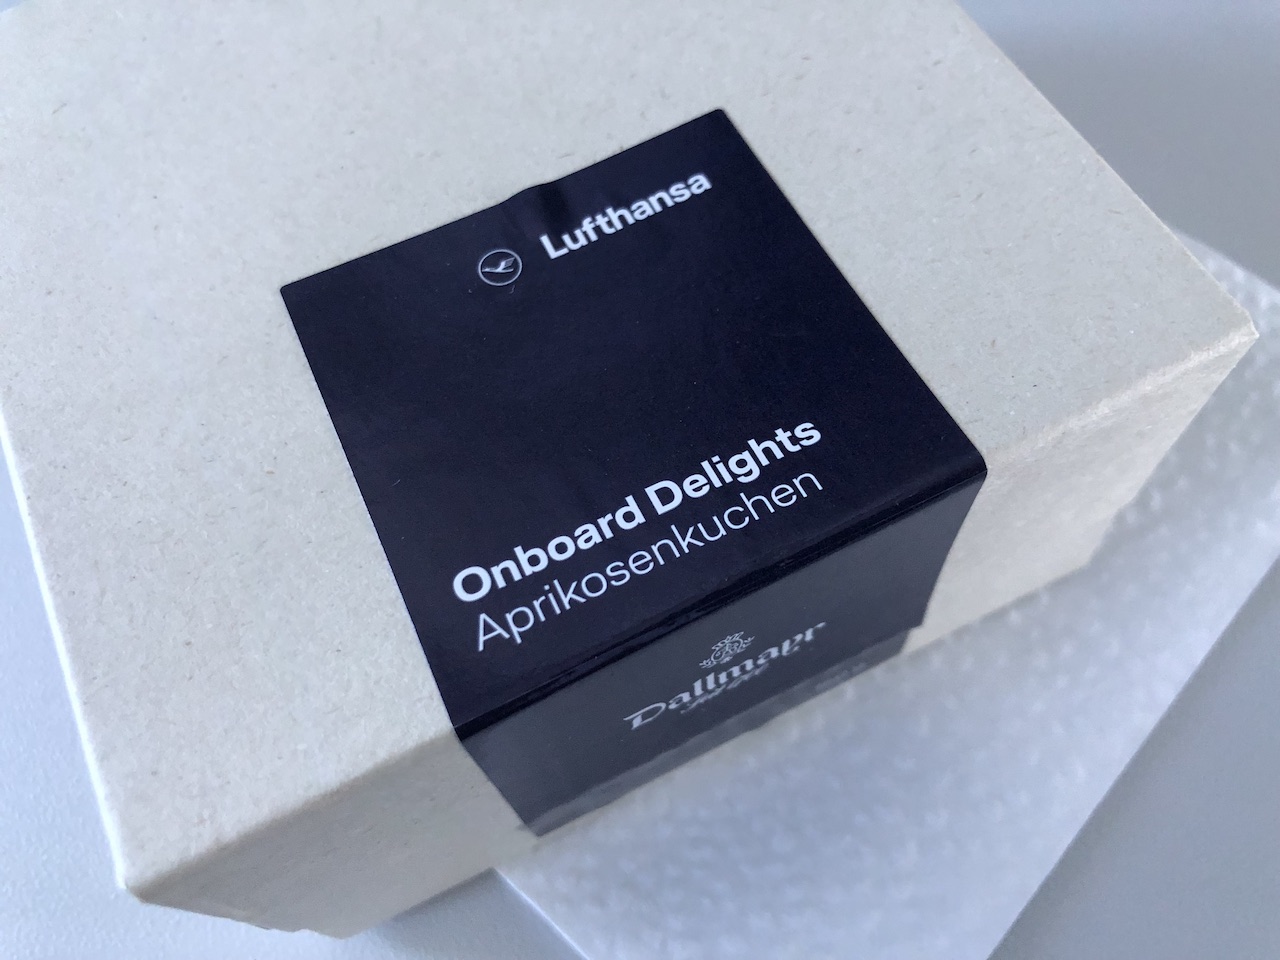 Lufthansa
Onboard Delights
Aprikosenkuchen
Dallmayr